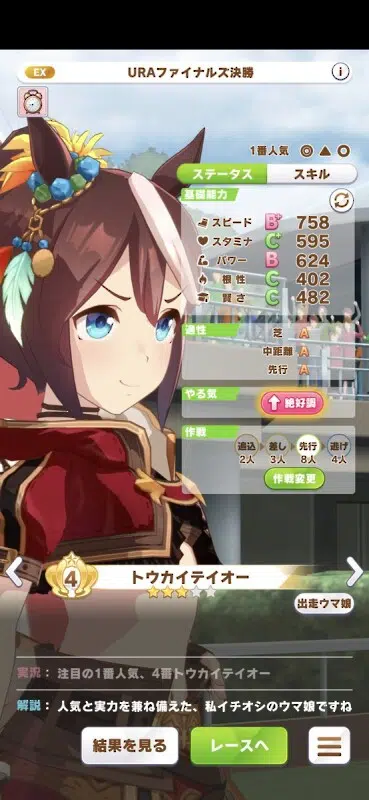 EX
URAファイナルズ決勝
1番人気 ◎ ▲ ○
ステータス スキル
基礎能力
スピード B+ 758
スタミナ C+ 595
パワー B 624
根性 C 402
賢さ C 482
適性
芝 A
中距離 A
先行 A
やる気
絶好調
作戦
追込 差し 先行 逃げ
2人 3人 8人 4人
作戦変更
4
トウカイテイオー
出走ウマ娘
実況：注目の1番人気、4番トウカイテイオー
解説：人気と実力を兼ね備えた、私イチオシのウマ娘ですね
結果を見る レースへ